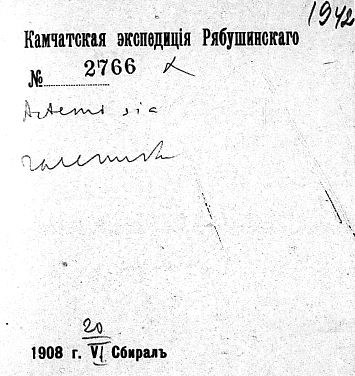 1942
Камчатская экспедиція Рябушинскаго
№ 2766
Artemisia
20
1908 г. VI Сбиралъ